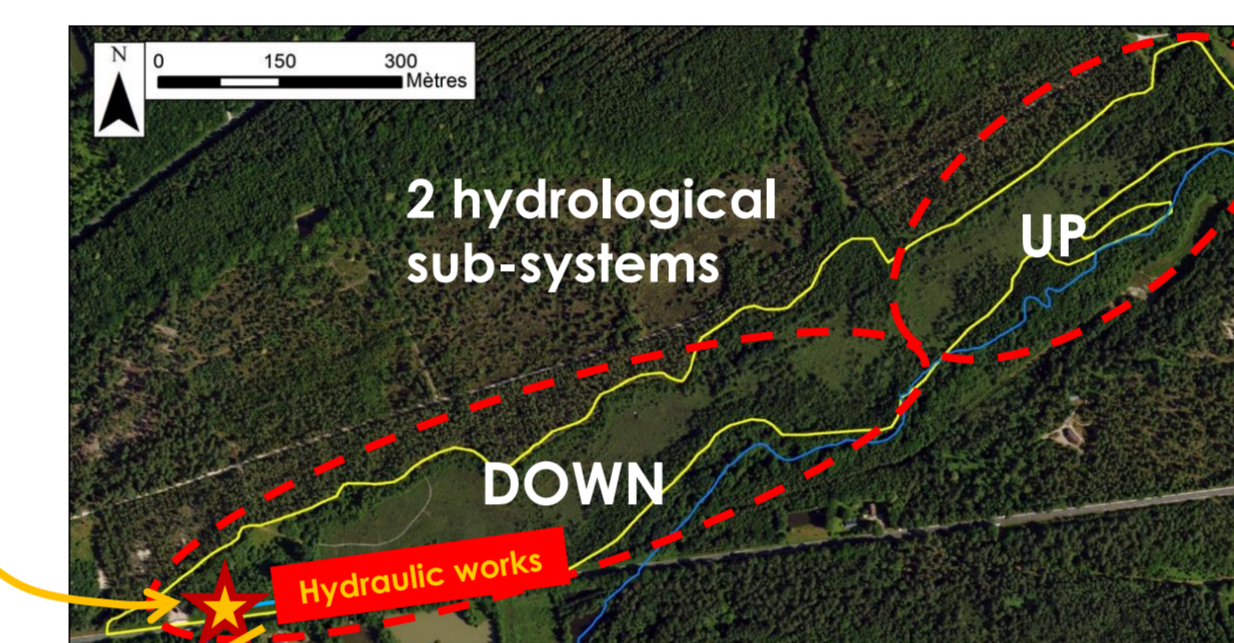 N
0 150 300
Mètres
2 hydrological
sub-systems
UP
DOWN
Hydraulic works